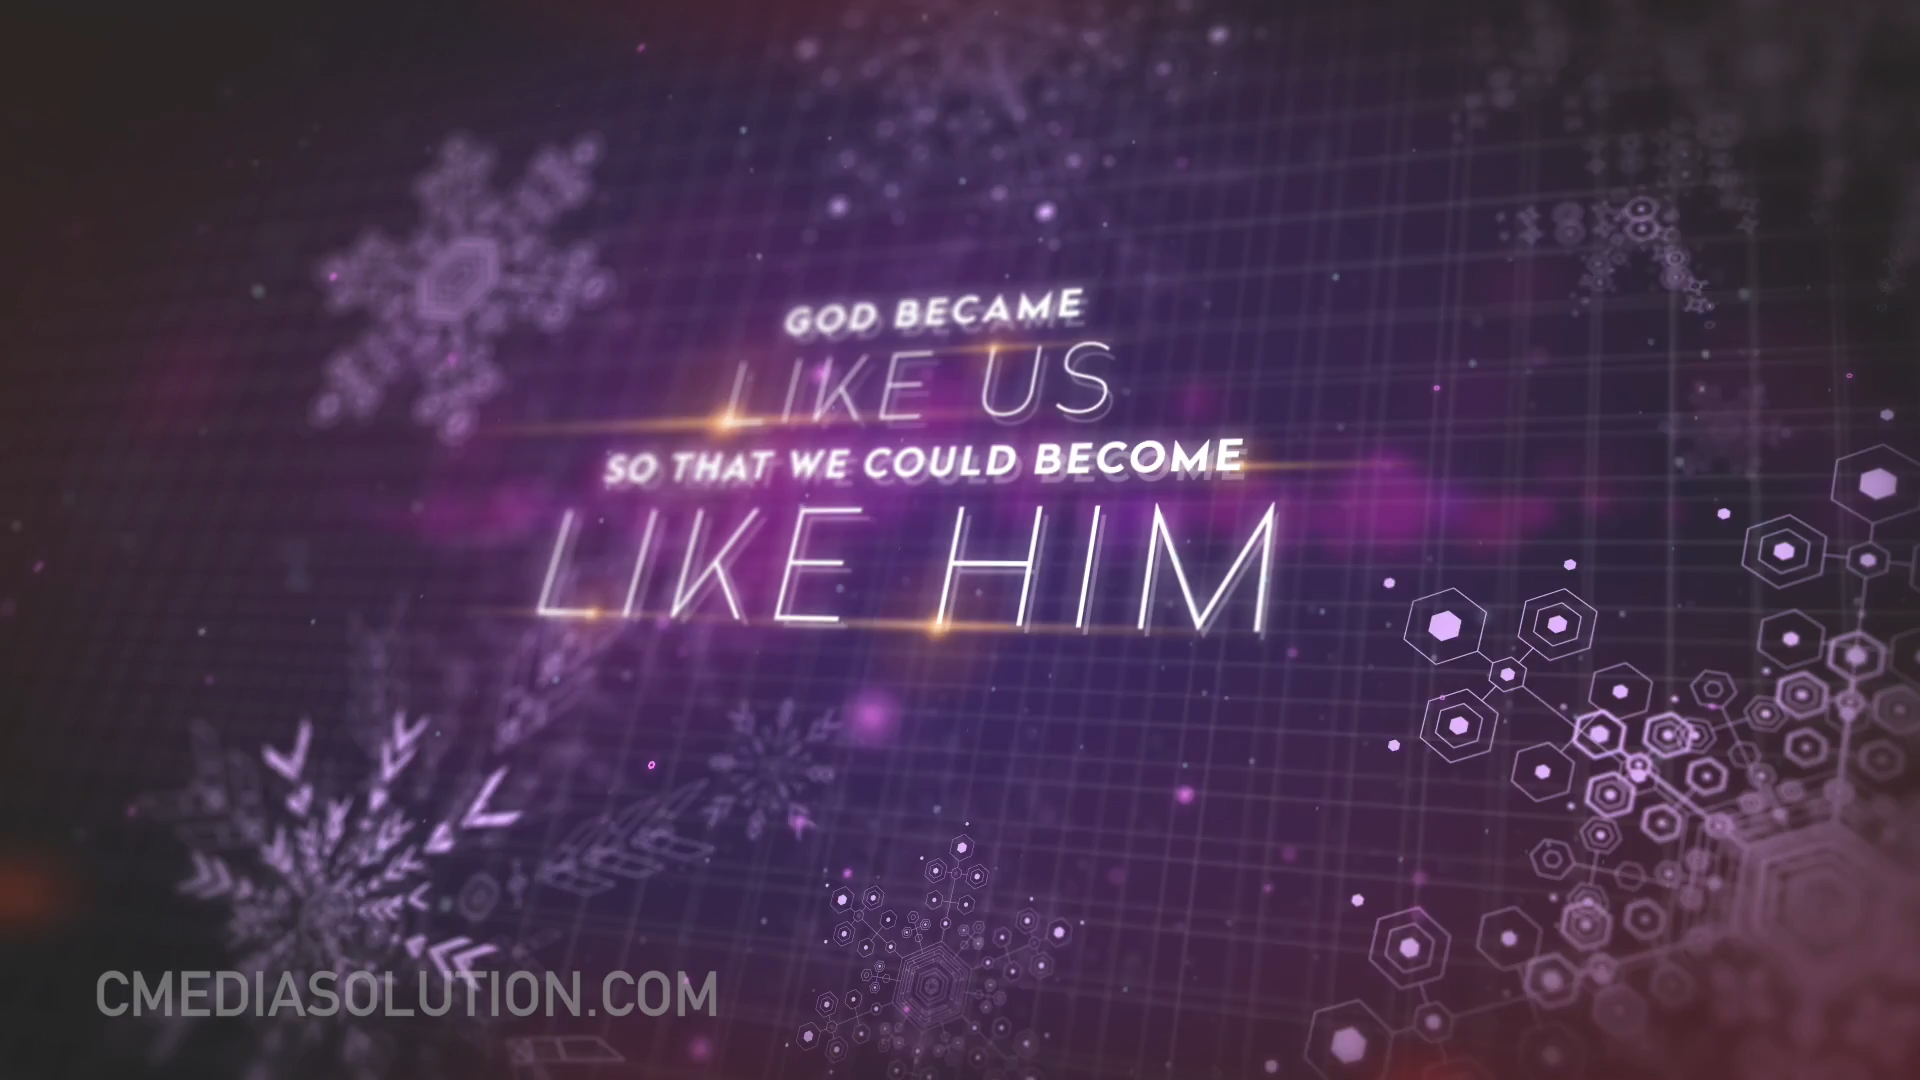 GOD BECAME
LIKE US
SO THAT WE COULD BECOME
LIKE HIM
CMEDIASOLUTION.COM